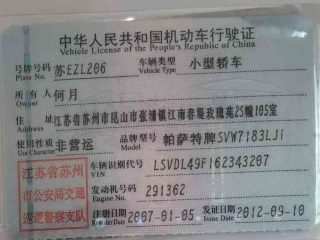 中华人民共和国机动车行驶证
Vehicle License of the People's Republic of China
号牌号码 苏EZL206 车辆类型 小型轿车
Plate No. Vehicle Type
所有人 何月
Owner
住址 江苏省苏州市昆山市张浦镇江南春堤玫瑰苑25幢105室
Address
使用性质 非营运 品牌型号 帕萨特牌SVW7183LJi
Use Character Model
江苏省苏州
市公安局交通
巡逻警察支队
车辆识别代号 LSVDL49F162343207
VIN
发动机号码 291362
Engine No.
注册日期 2007-01-05 发证日期 2012-09-10
Register Date Issue Date